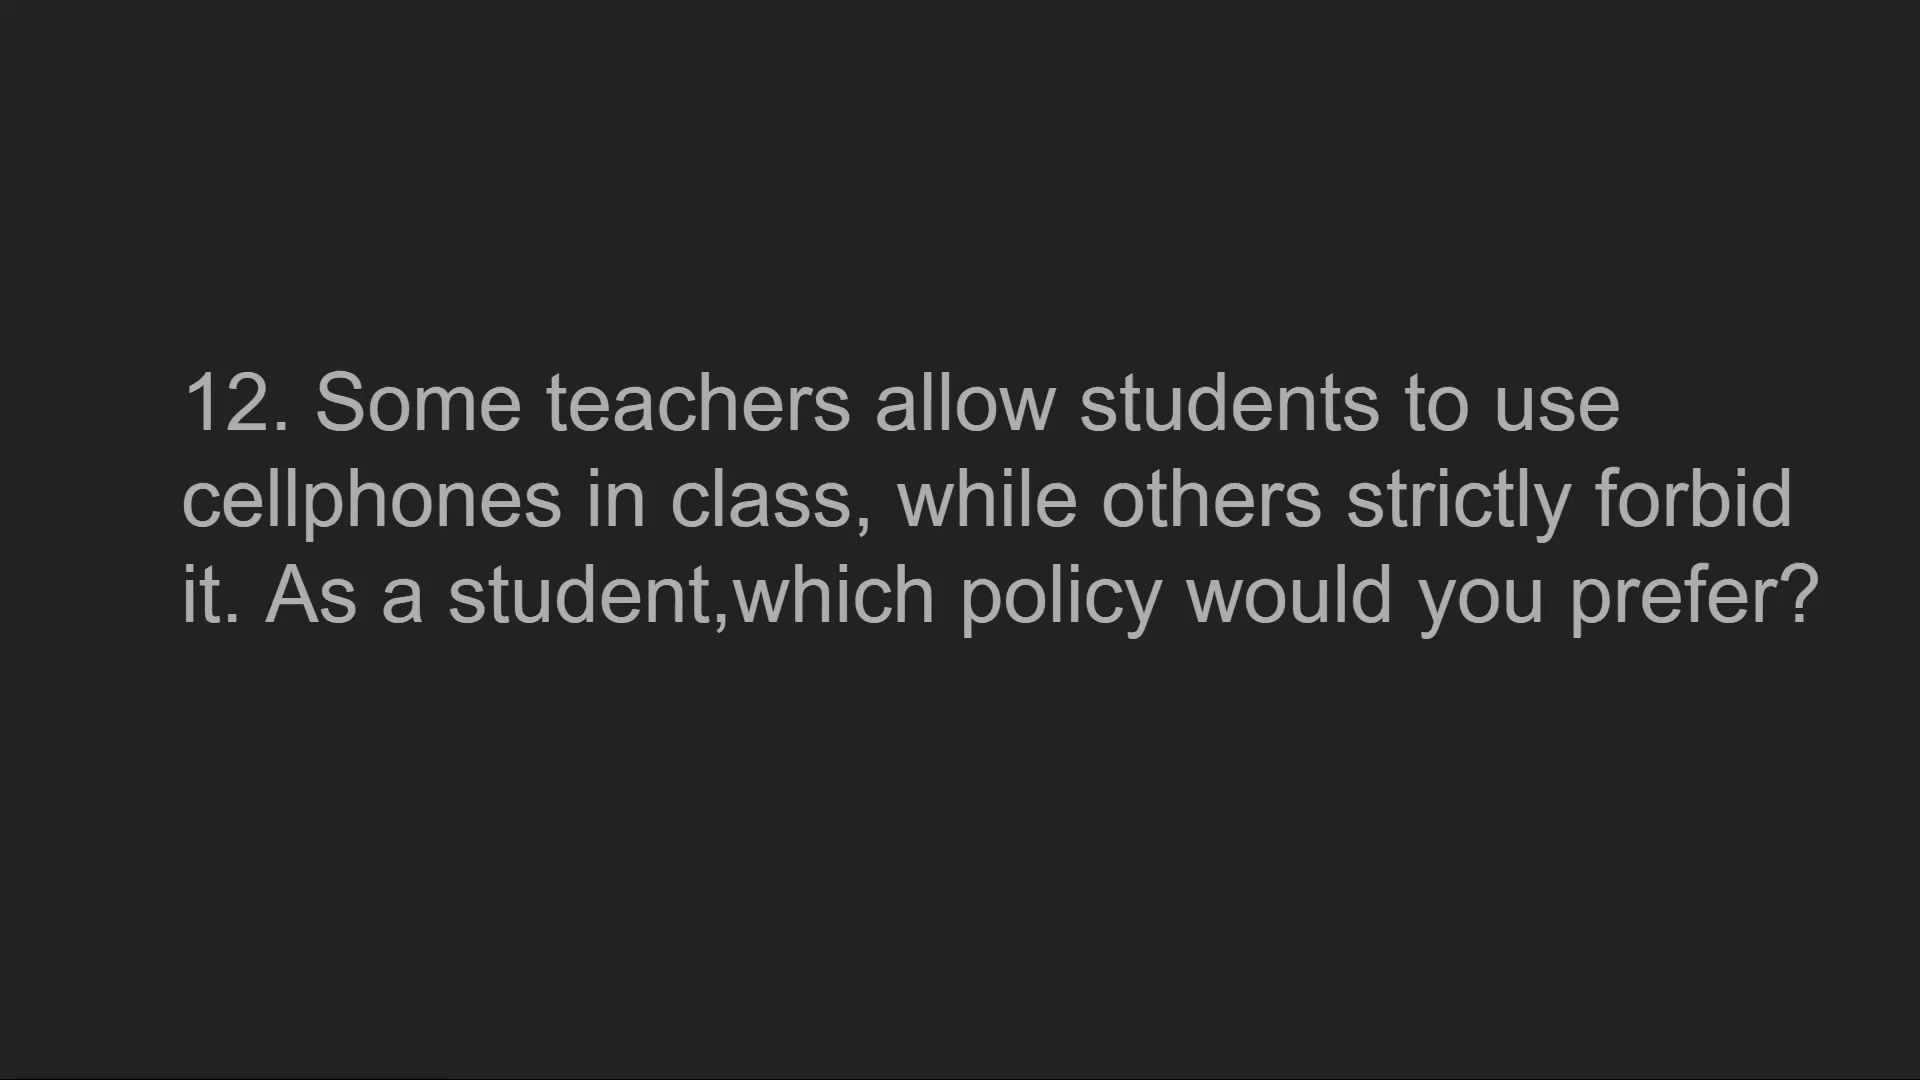 12. Some teachers allow students to use
cellphones in class, while others strictly forbid
it. As a student,which policy would you prefer?